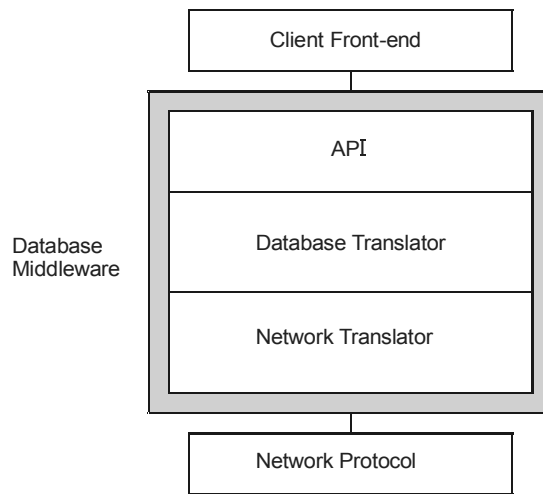 Client Front-end
API
Database Translator
Database
Middleware
Network Translator
Network Protocol